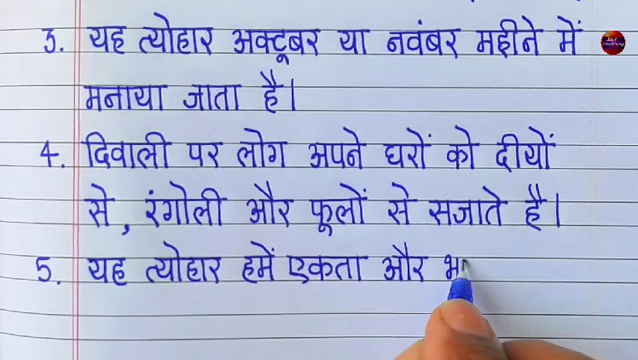 3. यह त्योहार अक्टूबर या नवंबर महीने में
मनाया जाता है।
4. दिवाली पर लोग अपने घरों को दीयों
से, रंगोली और फूलों से सजाते है।
5. यह त्योहार हमें एकता और भ